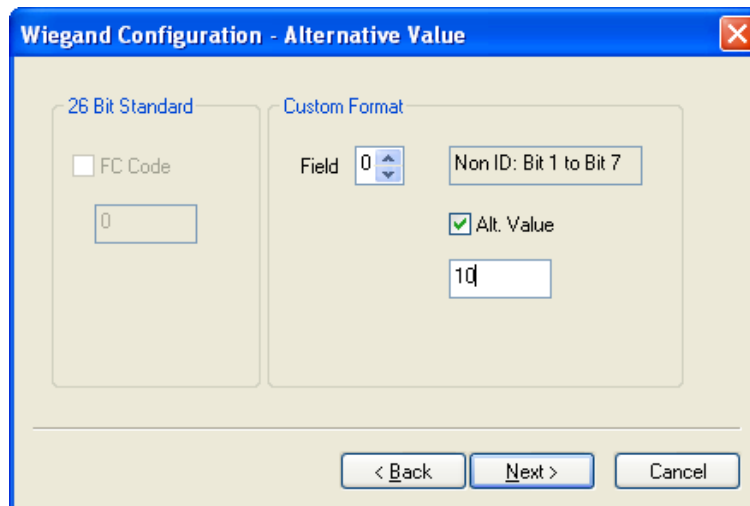 Wiegand Configuration - Alternative Value
26 Bit Standard
FC Code
0
Custom Format
Field 0 Non ID: Bit 1 to Bit 7
Alt. Value
10
< Back Next > Cancel